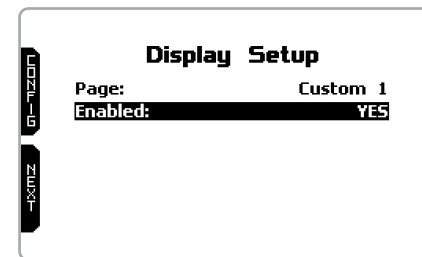 Display Setup
CONFIG
Page: Custom 1
Enabled: YES
NEXT